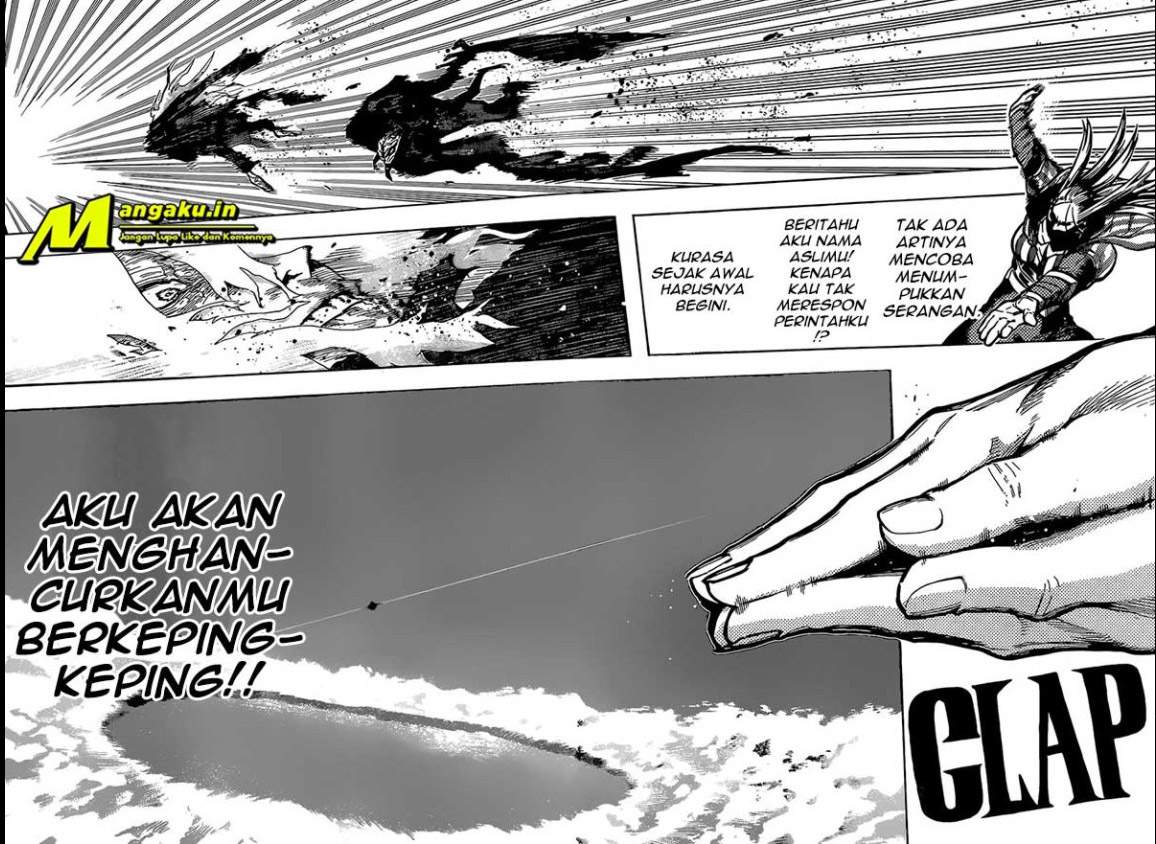 Mangaku.in
Jangan Lupa Like dan Komennya
TAK ADA
ARTINYA
MENCOBA
MENUM-
PUKKAN
SERANGAN.
BERITAHU
AKU NAMA
ASLIMU!
KENAPA
KAU TAK
MERESPON
PERINTAHKU
!?
KURASA
SEJAK AWAL
HARUSNYA
BEGINI.
CLAP
AKU AKAN
MENGHAN-
CURKANMU
BERKEPING-
KEPING!!